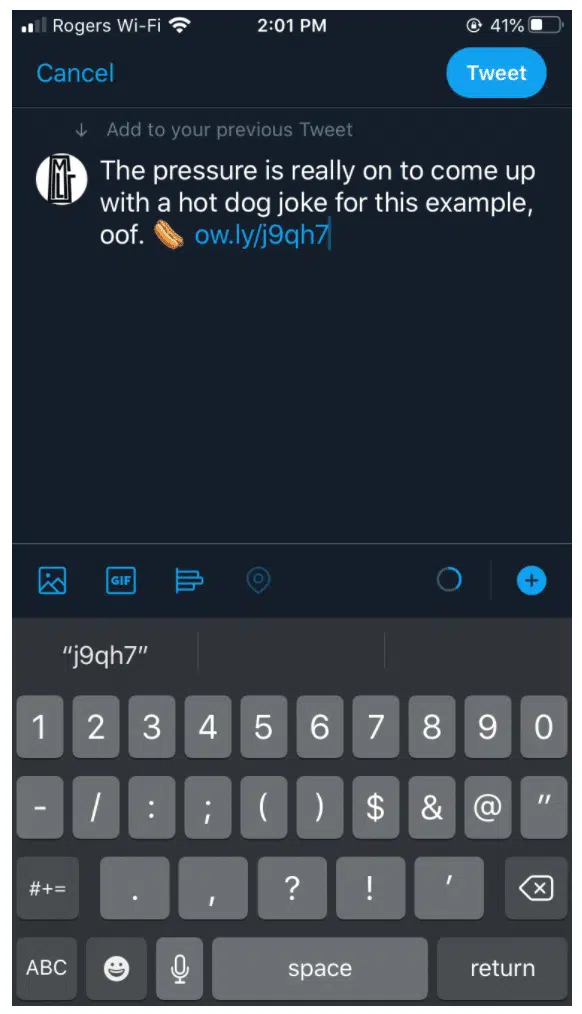 Rogers Wi-Fi 2:01 PM 41%
Cancel Tweet
↓ Add to your previous Tweet
The pressure is really on to come up
with a hot dog joke for this example,
oof. 🌭 ow.ly/j9qh7
GIF +
“j9qh7”
1 2 3 4 5 6 7 8 9 0
- / : ; ( ) $ & @ "
#+= . , ? ! '
ABC space return